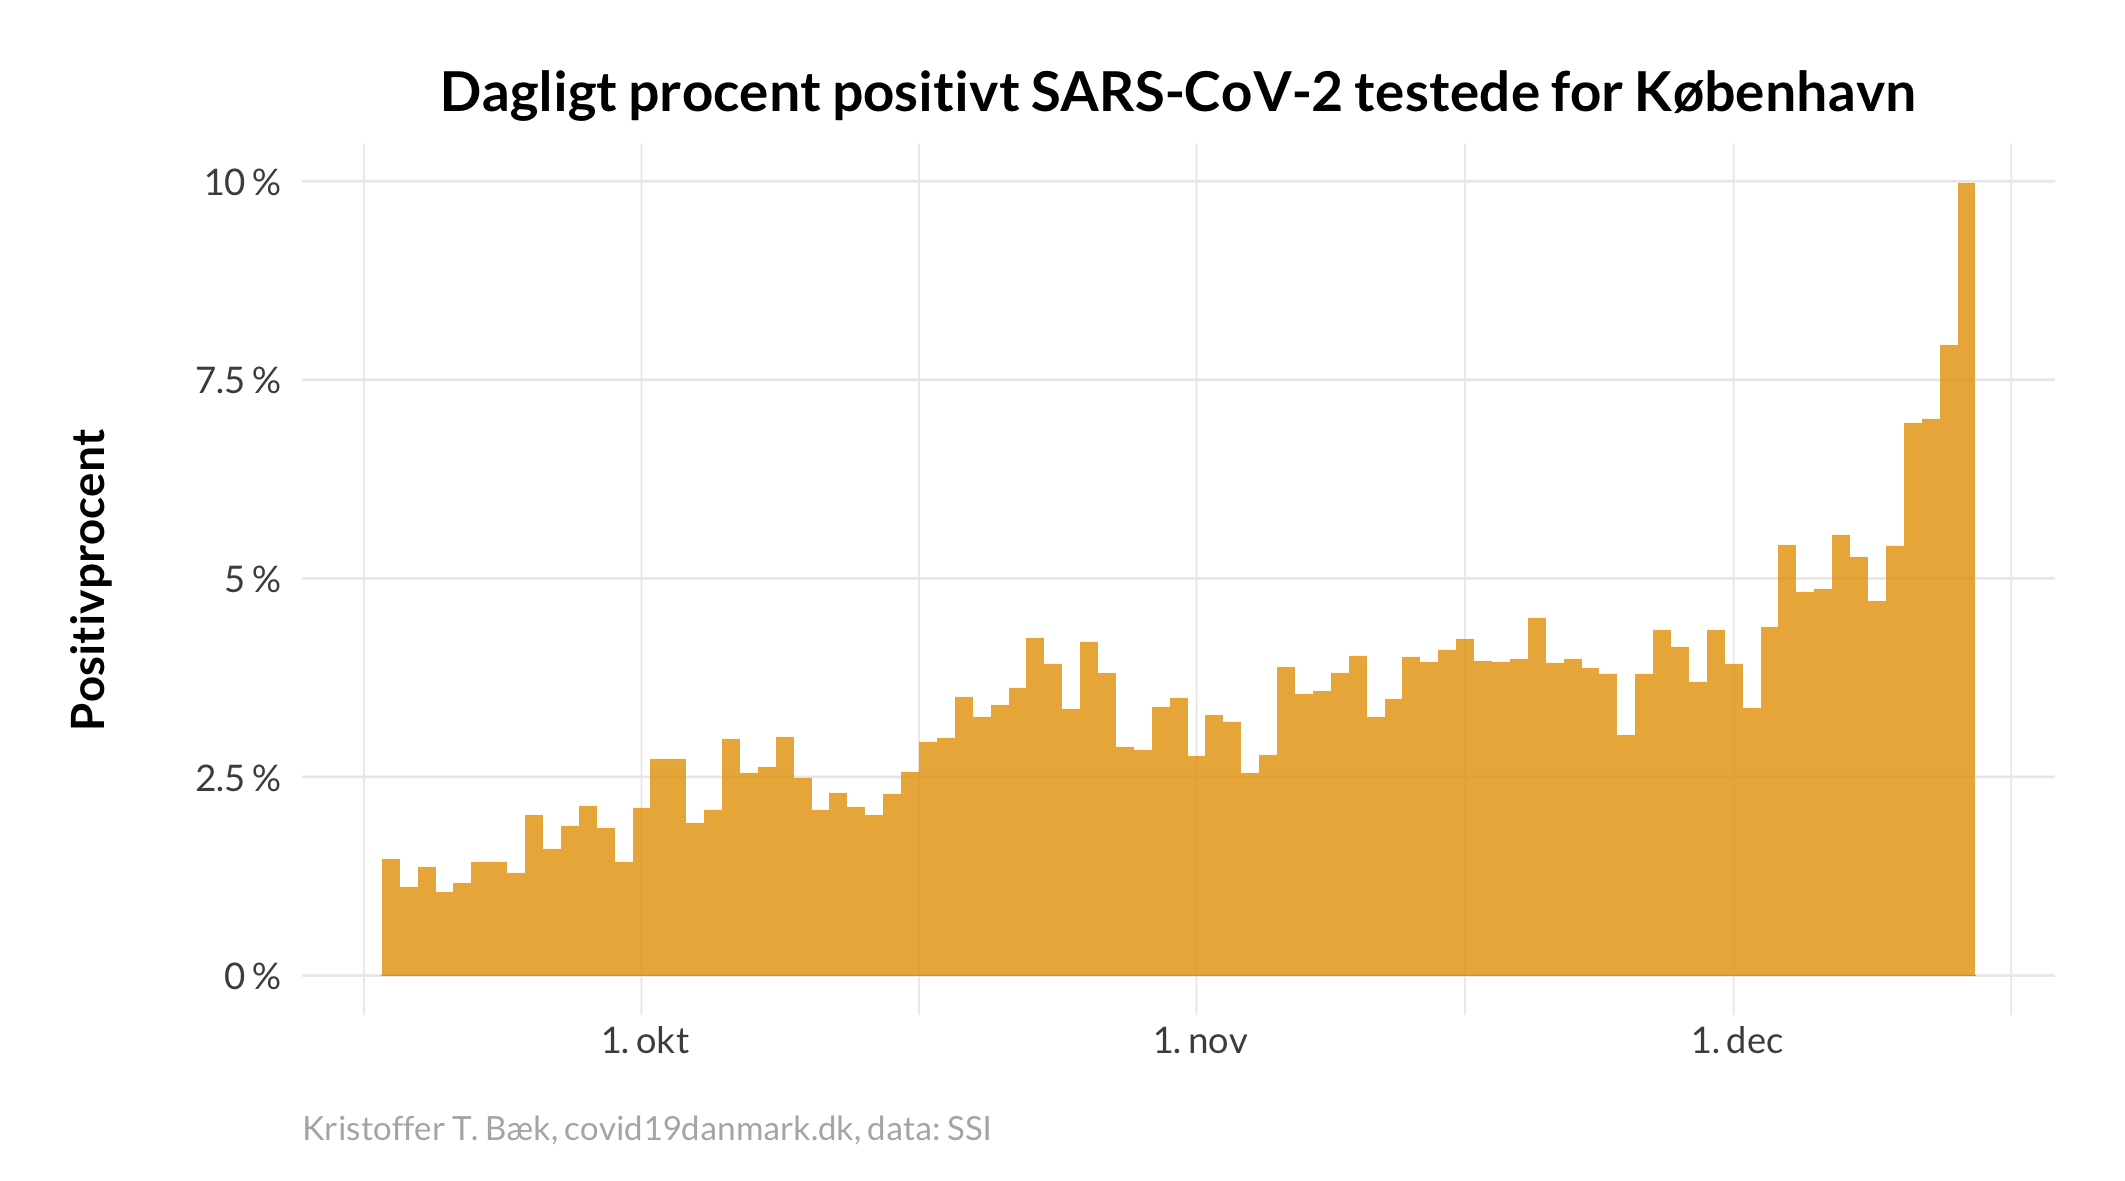 Dagligt procent positivt SARS-CoV-2 testede for København
Positivprocent
10 %
7.5 %
5 %
2.5 %
0 %
1. okt
1. nov
1. dec
Kristoffer T. Bæk, covid19danmark.dk, data: SSI